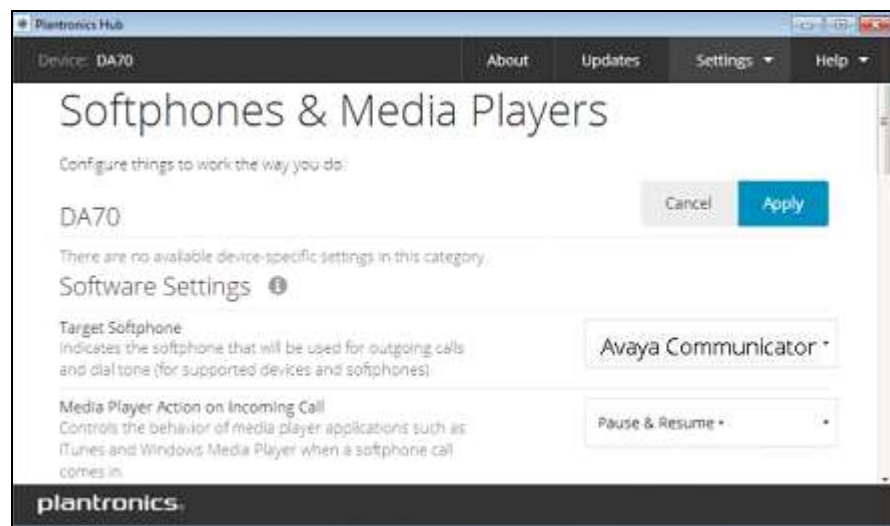 Plantronics Hub
Device: DA70 About Updates Settings Help
Softphones & Media Players
Configure things to work the way you do.
Cancel Apply
DA70
There are no available device-specific settings in this category.
Software Settings
Target Softphone
Indicates the softphone that will be used for outgoing calls
and dial tone (for supported devices and softphones)
Avaya Communicator
Media Player Action on Incoming Call
Controls the behavior of media player applications such as
iTunes and Windows Media Player when a softphone call
comes in.
Pause & Resume
plantronics.